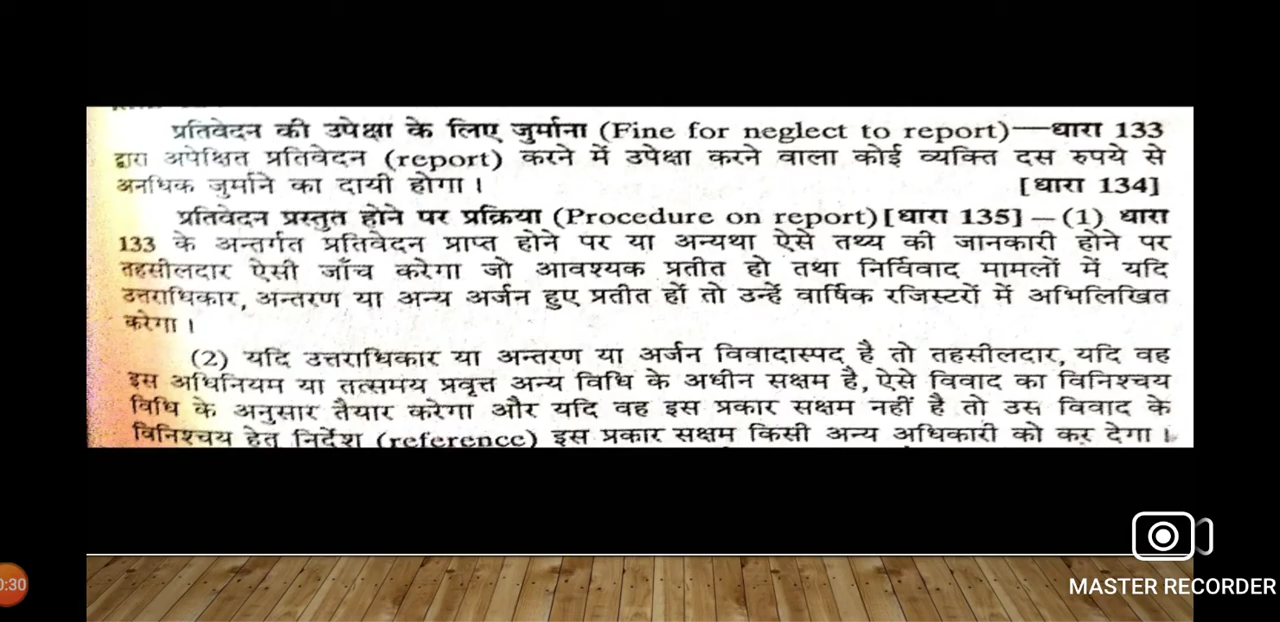 प्रतिवेदन की उपेक्षा के लिए जुर्माना (Fine for neglect to report)—धारा 133
द्वारा अपेक्षित प्रतिवेदन (report) करने में उपेक्षा करने वाला कोई व्यक्ति दस रुपये से
अनधिक जुर्माने का दायी होगा। [धारा 134]
प्रतिवेदन प्रस्तुत होने पर प्रक्रिया (Procedure on report) [धारा 135] – (1) धारा
133 के अन्तर्गत प्रतिवेदन प्राप्त होने पर या अन्यथा ऐसे तथ्य की जानकारी होने पर
तहसीलदार ऐसी जाँच करेगा जो आवश्यक प्रतीत हो तथा निर्विवाद मामलों में यदि
उत्तराधिकार, अन्तरण या अन्य अर्जन हुए प्रतीत हों तो उन्हें वार्षिक रजिस्टरों में अभिलिखित
करेगा।
(2) यदि उत्तराधिकार या अन्तरण या अर्जन विवादास्पद है तो तहसीलदार, यदि वह
इस अधिनियम या तत्समय प्रवृत्त अन्य विधि के अधीन सक्षम है, ऐसे विवाद का विनिश्चय
विधि के अनुसार तैयार करेगा और यदि वह इस प्रकार सक्षम नहीं है तो उस विवाद के
विनिश्चय हेतु निर्देश (reference) इस प्रकार सक्षम किसी अन्य अधिकारी को कर देगा।
0:30
MASTER RECORDER